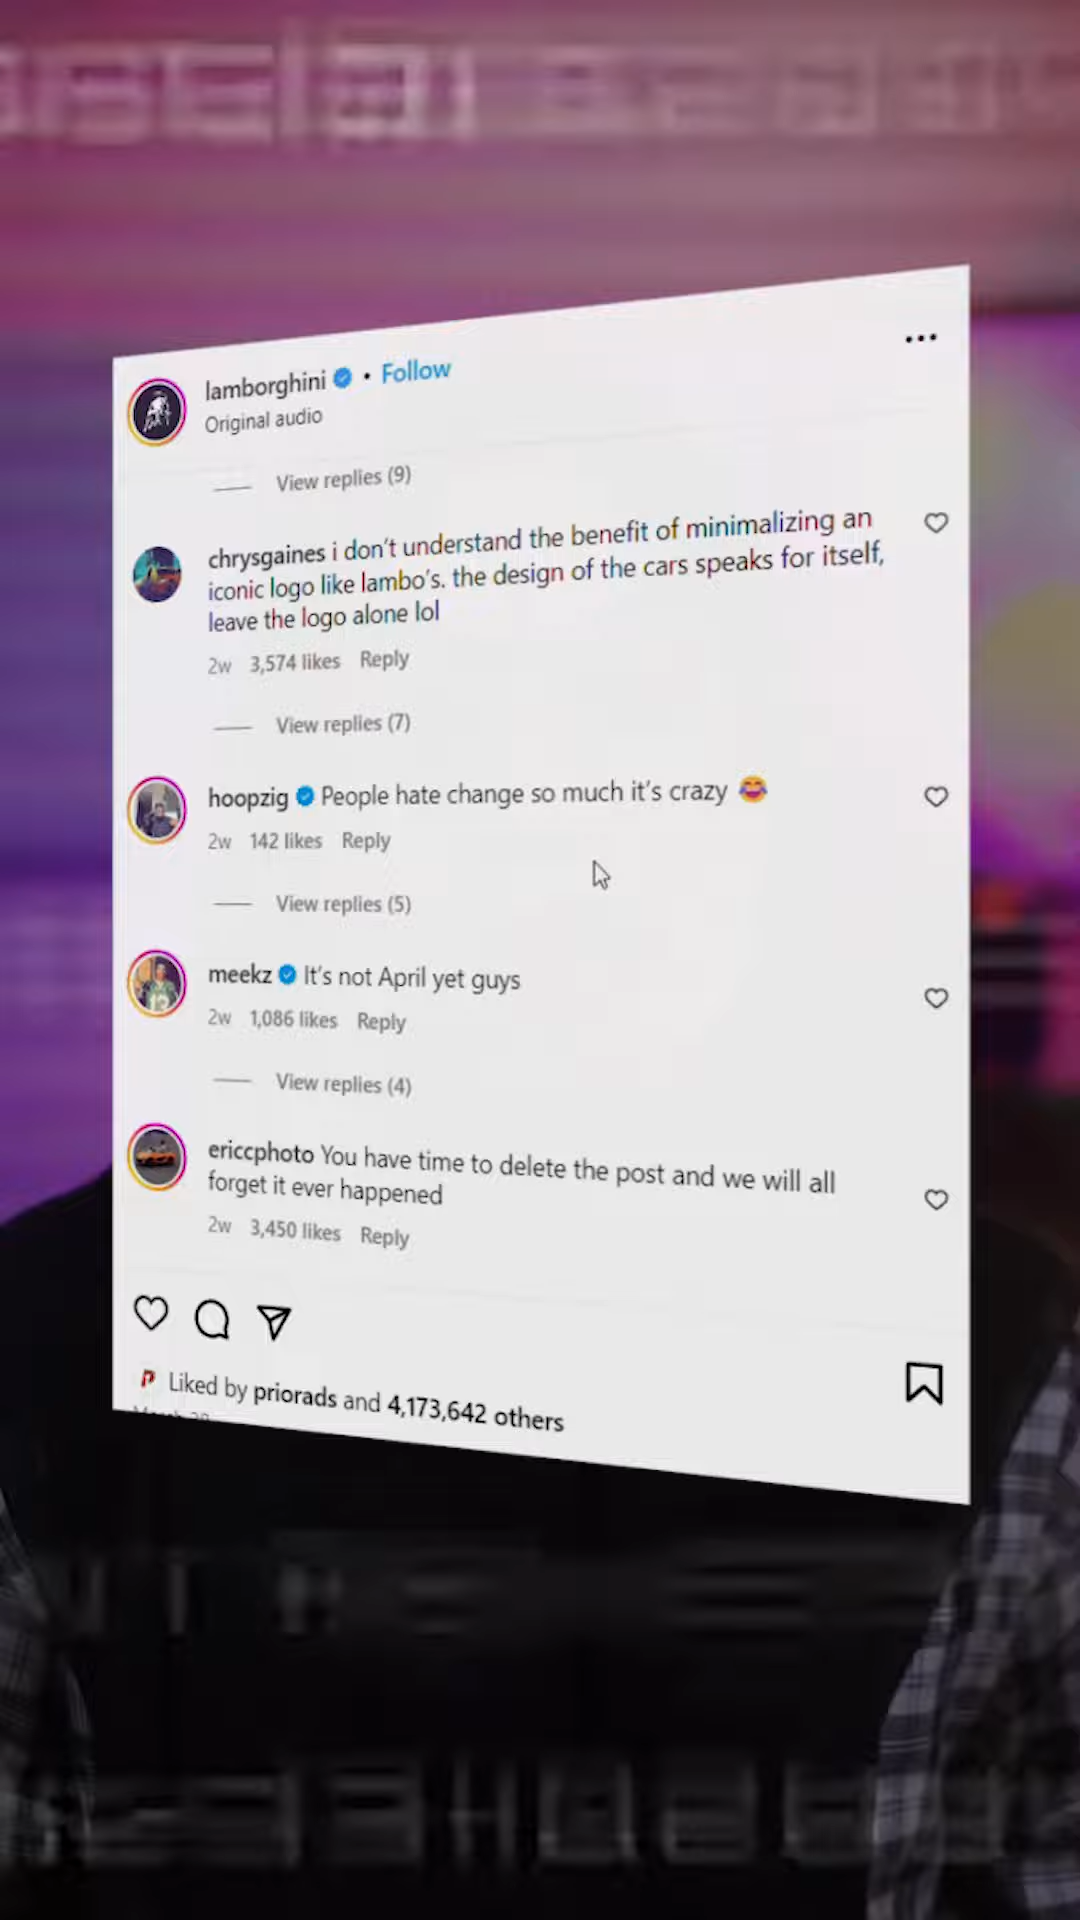 lamborghini • Follow
Original audio
View replies (9)
chrysgaines i don't understand the benefit of minimalizing an
iconic logo like lambo's. the design of the cars speaks for itself,
leave the logo alone lol
2w 3,574 likes Reply
View replies (7)
hoopzig People hate change so much it's crazy 😂
2w 142 likes Reply
View replies (5)
meekz It's not April yet guys
2w 1,086 likes Reply
View replies (4)
ericcphoto You have time to delete the post and we will all
forget it ever happened
2w 3,450 likes Reply
Liked by priorads and 4,173,642 others